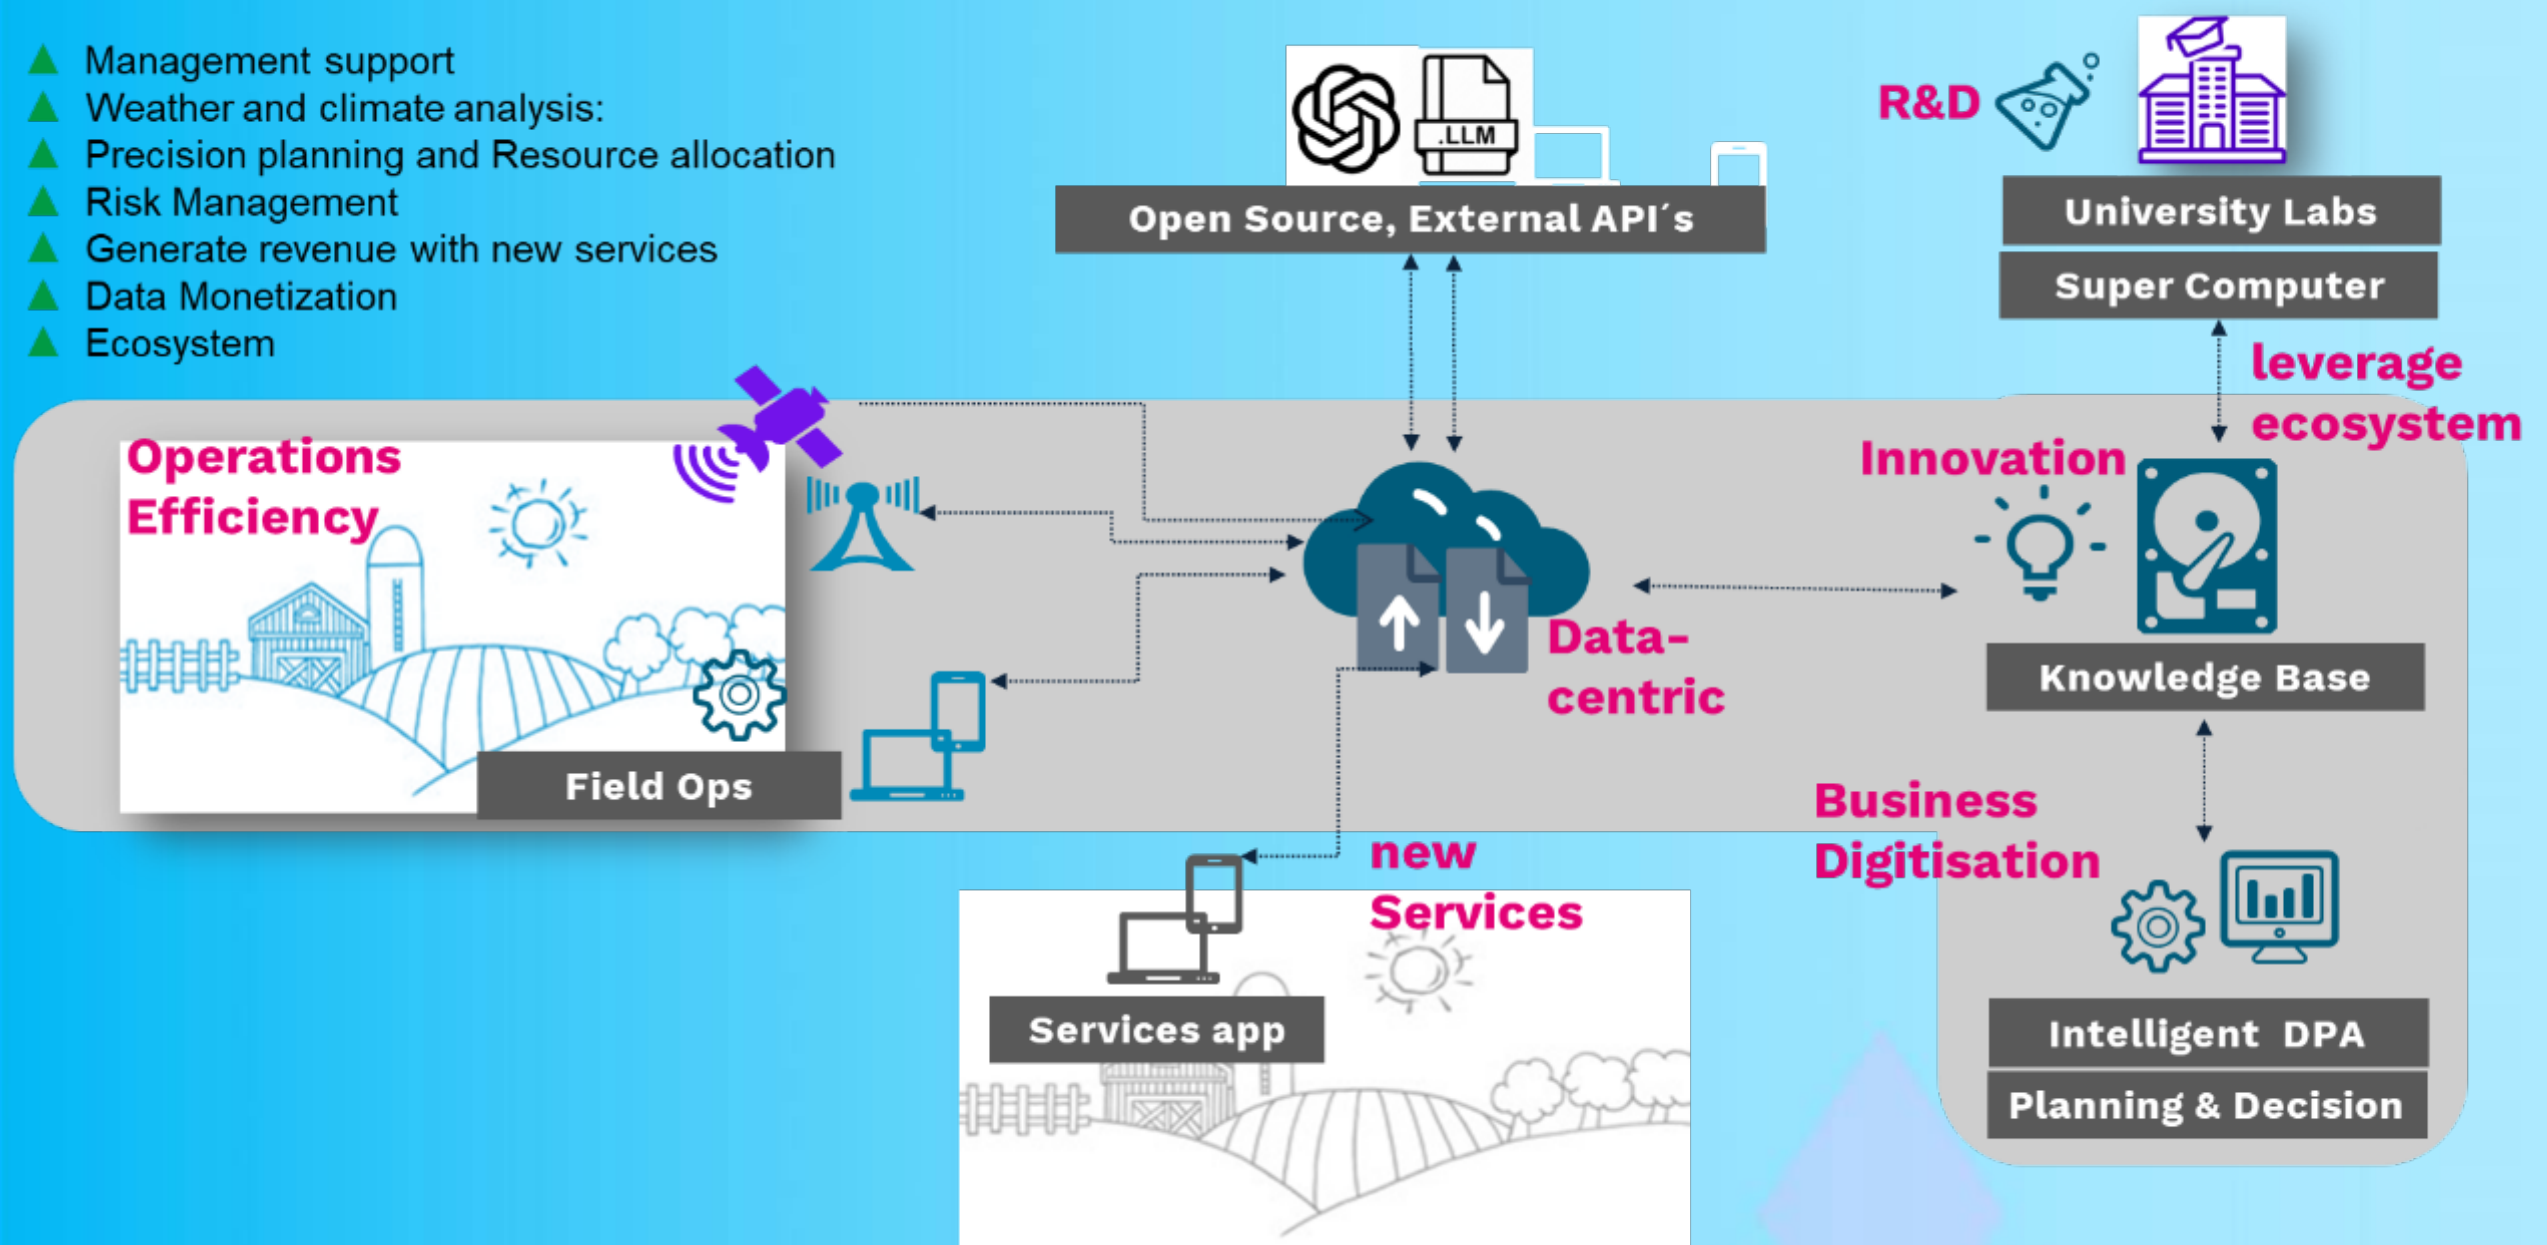 Management support
Weather and climate analysis:
Precision planning and Resource allocation
Risk Management
Generate revenue with new services
Data Monetization
Ecosystem
.LLM
Open Source, External API´s
R&D
University Labs
Super Computer
leverage
ecosystem
Operations
Efficiency
Field Ops
Data-
centric
Innovation
Knowledge Base
Business
Digitisation
new
Services
Services app
Intelligent DPA
Planning & Decision